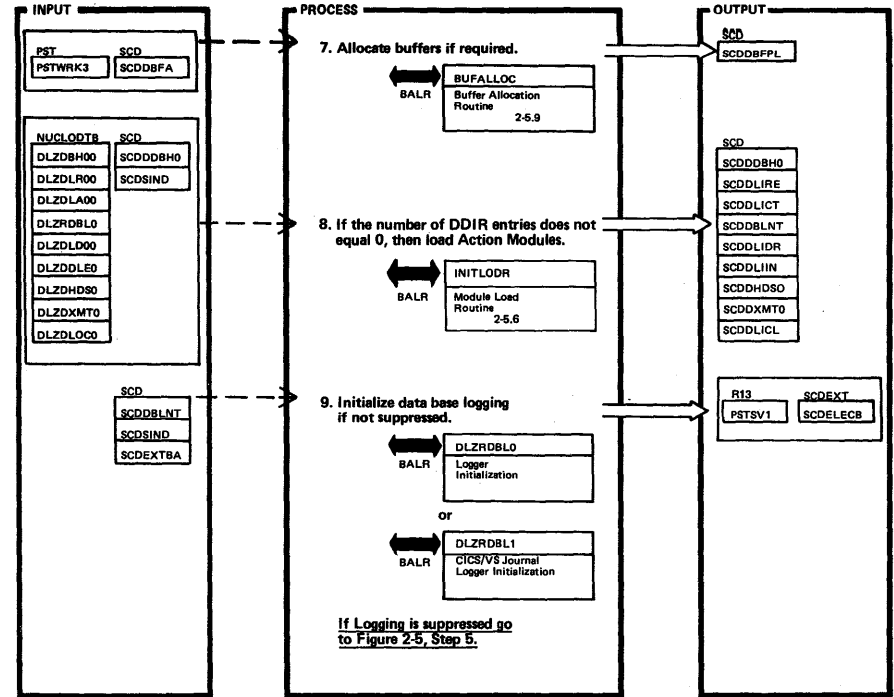 INPUT
PST
SCD
PSTWRK3
SCDDBFA
NUCLODTB
SCD
DLZDBH00
SCDDDBH0
DLZDLR00
SCDSIND
DLZDLA00
DLZRDBL0
DLZDLD00
DLZDDLE0
DLZDHDS0
DLZDXMT0
DLZDLOC0
SCD
SCDDBLNT
SCDSIND
SCDEXTBA
PROCESS
7. Allocate buffers if required.
BALR
BUFALLOC
Buffer Allocation
Routine
2-5.9
8. If the number of DDIR entries does not
equal 0, then load Action Modules.
BALR
INITLODR
Module Load
Routine
2-5.6
9. Initialize data base logging
if not suppressed.
BALR
DLZRDBL0
Logger
Initialization
or
BALR
DLZRDBL1
CICS/VS Journal
Logger Initialization
If Logging is suppressed go
to Figure 2-5, Step 5.
OUTPUT
SCD
SCDDBFPL
SCD
SCDDDBH0
SCDDLIRE
SCDDLICT
SCDDBLNT
SCDDLIDR
SCDDLIIN
SCDDHDSO
SCDDXMT0
SCDDLICL
R13
SCDEXT
PSTSV1
SCDELECB